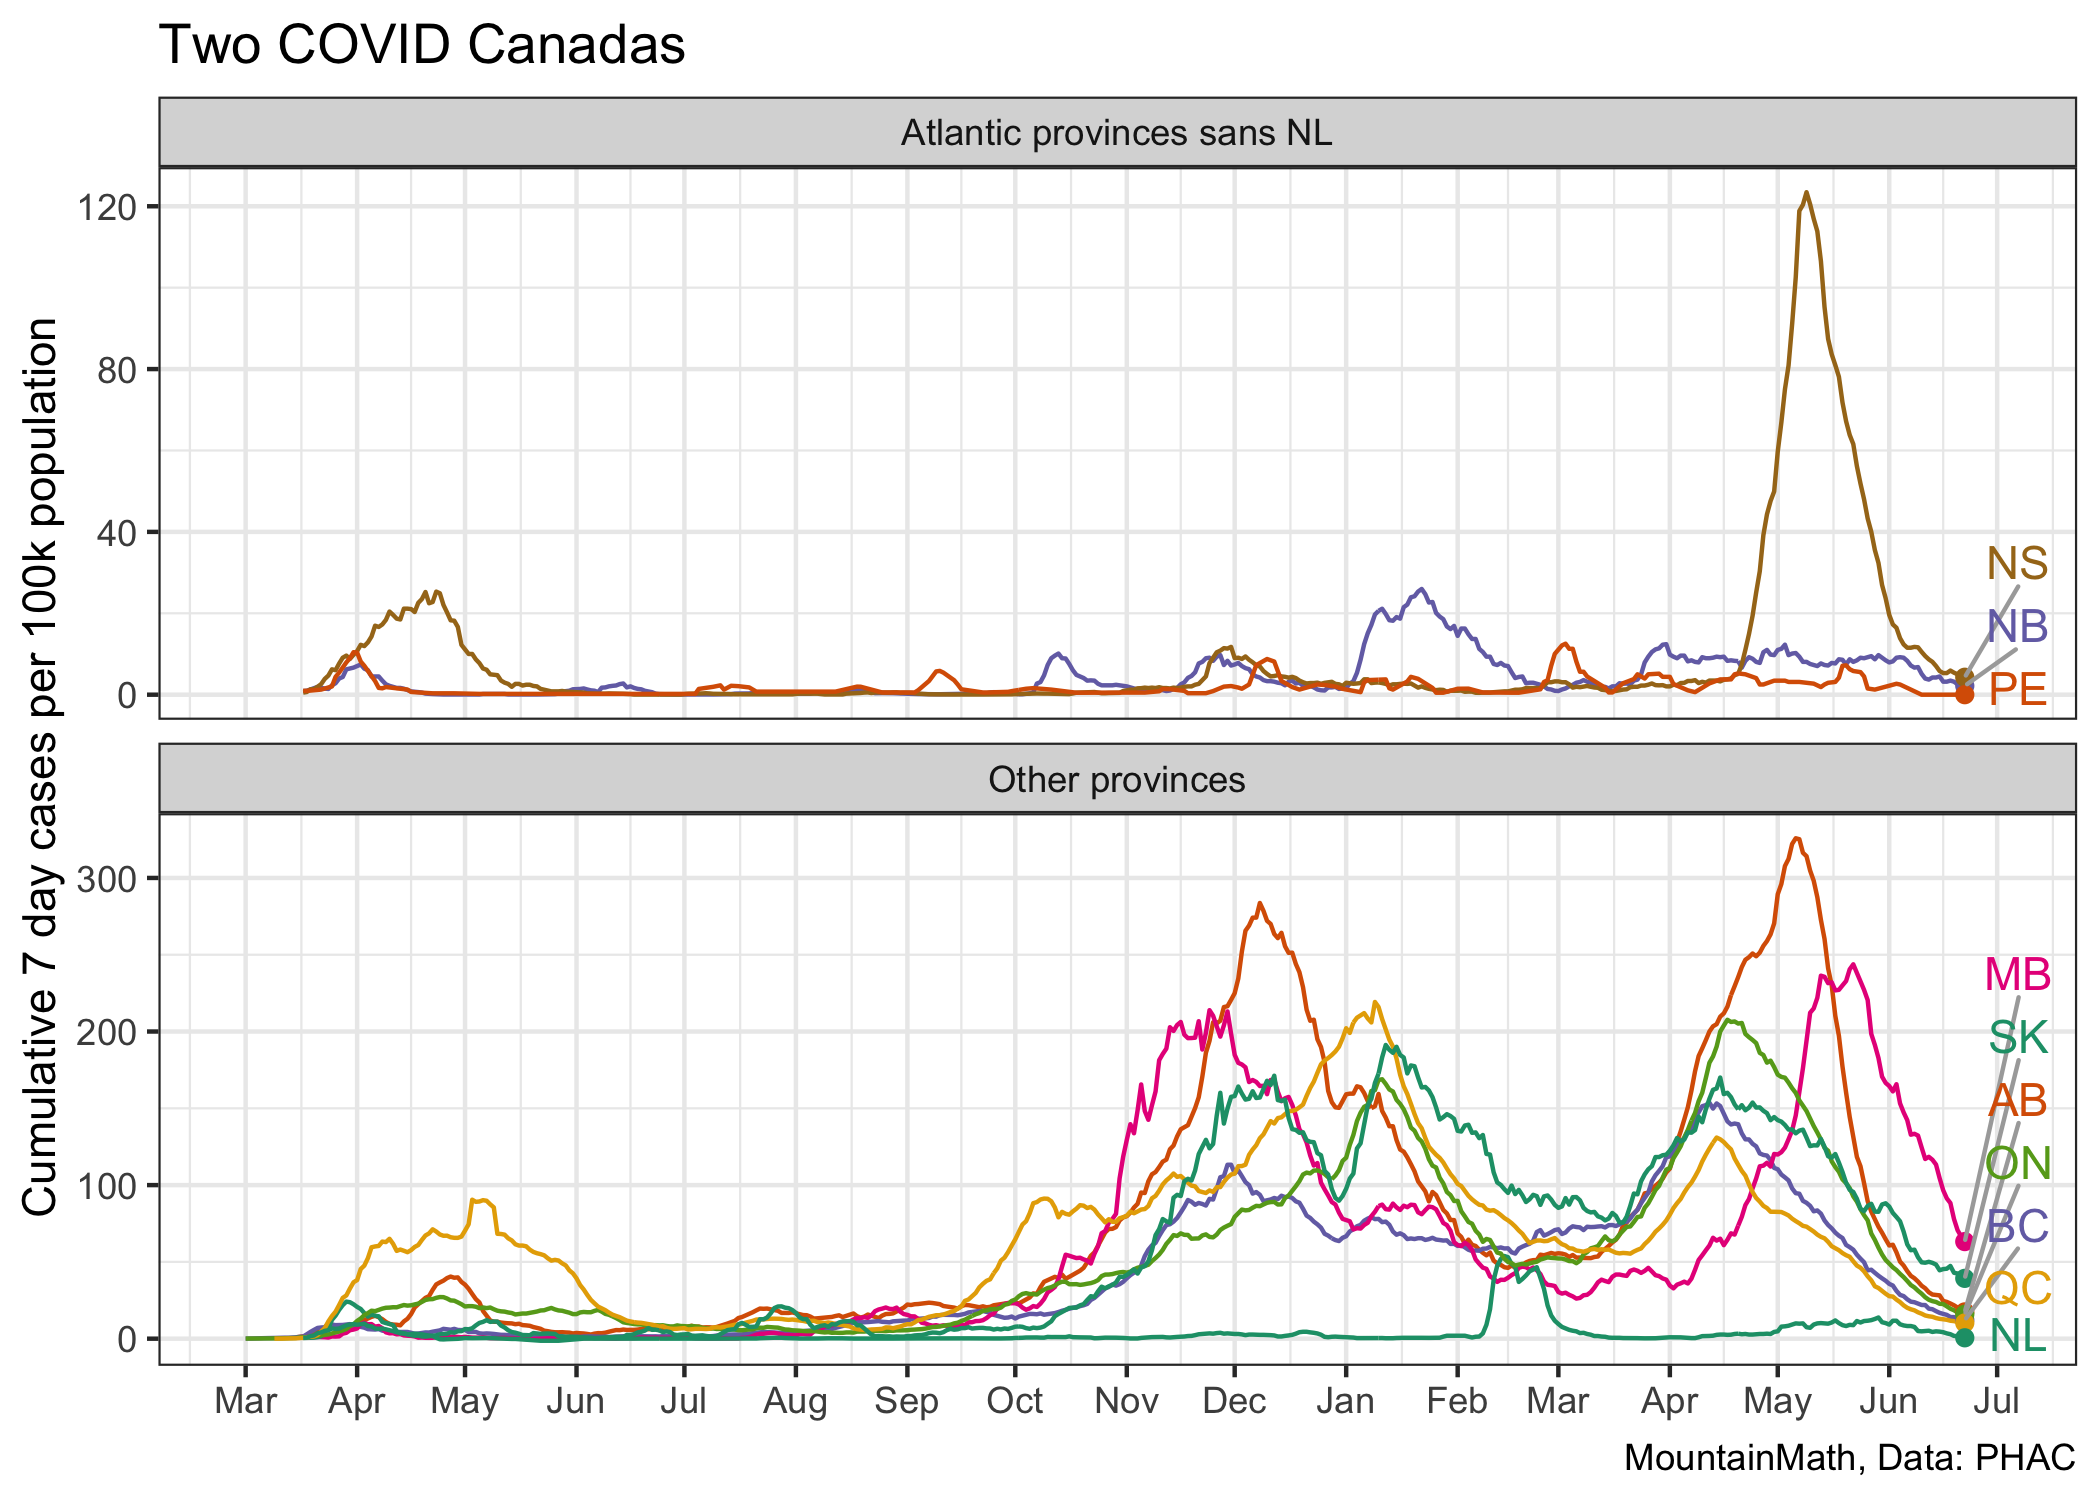 Two COVID Canadas
Atlantic provinces sans NL
Cumulative 7 day cases per 100k population
120
80
40
0
NS
NB
PE
Other provinces
300
200
100
0
MB
SK
AB
ON
BC
QC
NL
Mar Apr May Jun Jul Aug Sep Oct Nov Dec Jan Feb Mar Apr May Jun Jul
MountainMath, Data: PHAC